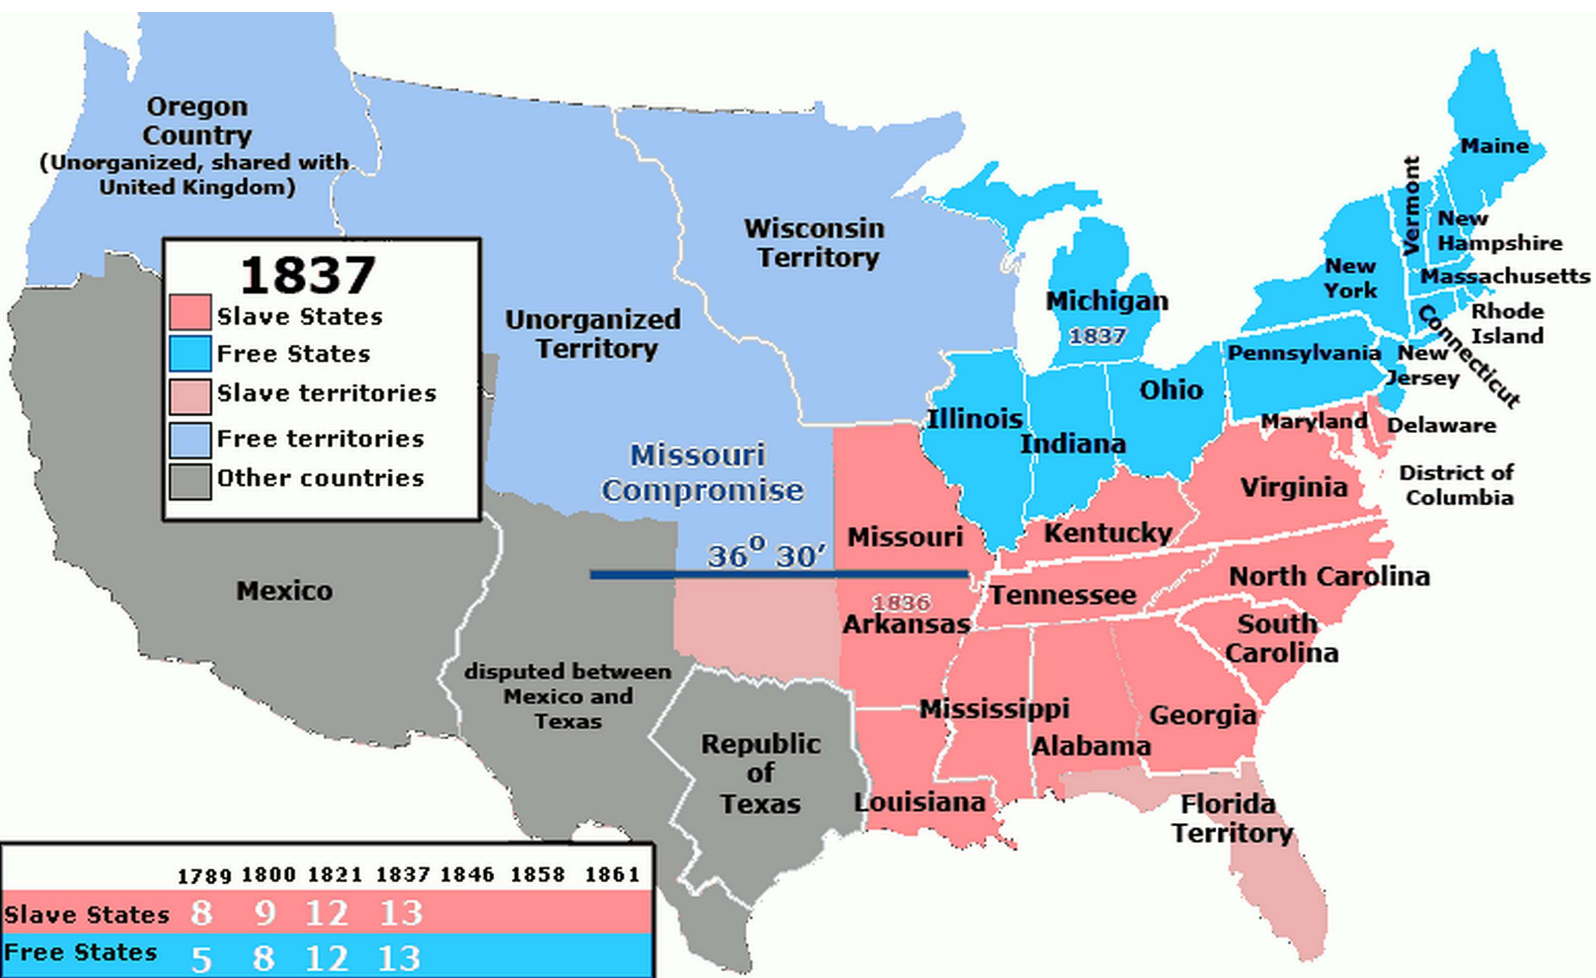 Oregon
Country
(Unorganized, shared with
United Kingdom)
1837
Slave States
Free States
Slave territories
Free territories
Other countries
Unorganized
Territory
Wisconsin
Territory
Michigan
1837
Maine
Vermont
New
Hampshire
Massachusetts
New
York
Rhode
Island
Connecticut
Pennsylvania
New
Jersey
Ohio
Illinois
Indiana
Maryland
Delaware
District of
Columbia
Virginia
Missouri
Compromise
36º 30′
Missouri
Kentucky
Mexico
1836
Arkansas
Tennessee
North Carolina
South
Carolina
disputed between
Mexico and
Texas
Republic
of
Texas
Mississippi
Alabama
Georgia
Louisiana
Florida
Territory
1789 1800 1821 1837 1846 1858 1861
Slave States 8 9 12 13
Free States 5 8 12 13